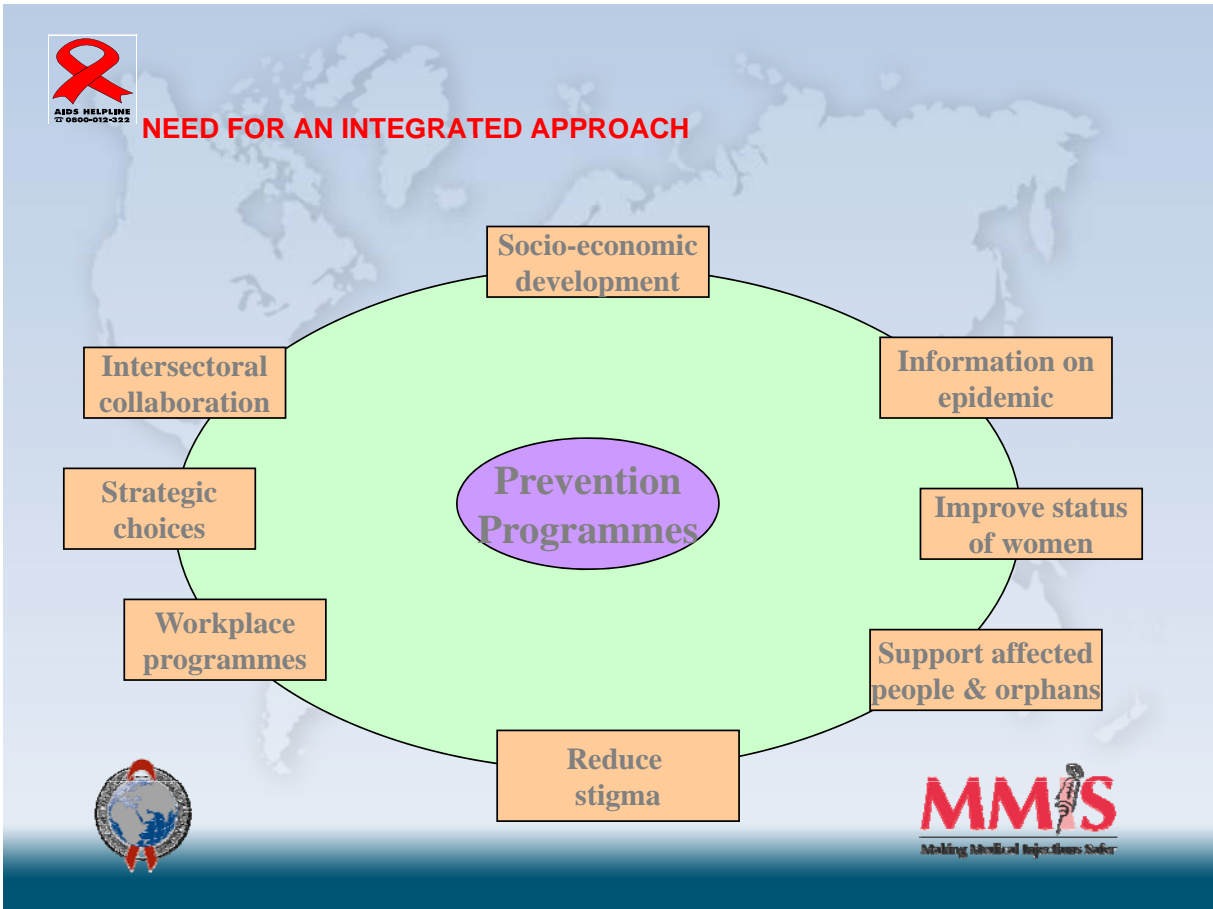 AIDS HELPLINE
☎ 0800-012-322
NEED FOR AN INTEGRATED APPROACH
Socio-economic
development
Intersectoral
collaboration
Information on
epidemic
Strategic
choices
Prevention
Programmes
Improve status
of women
Workplace
programmes
Support affected
people & orphans
Reduce
stigma
MMIS
Making Medical Injections Safer